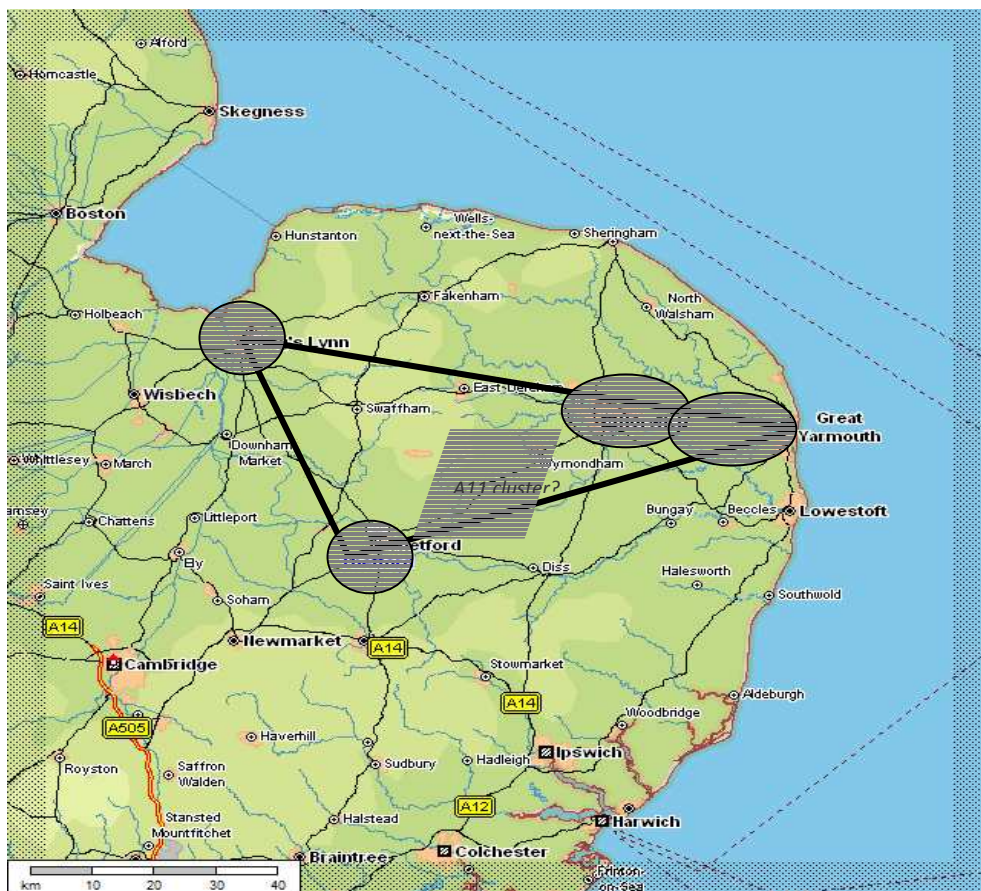 Alford
Horncastle
Skegness
Boston
Wells-
next-the-Sea
Hunstanton
Sheringham
Fakenham
North
Walsham
Holbeach
Lynn
East-
Wisbech
Swaffham
Great
Yarmouth
Downham
Market
Whittlesey
March
A11 cluster?
Bungay
Beccles
Lowestoft
Chatteris
Littleport
Ely
Diss
Halesworth
Saint-Ives
Soham
Southwold
A14
Newmarket
A14
Cambridge
Stowmarket
A14
Aldeburgh
Woodbridge
A505
Haverhill
Ipswich
Royston
Saffron
Walden
Sudbury
Hadleigh
A12
Stansted
Mountfitchet
Halstead
Harwich
Braintree
Colchester
Frinton-
on-Sea
km 10 20 30 40